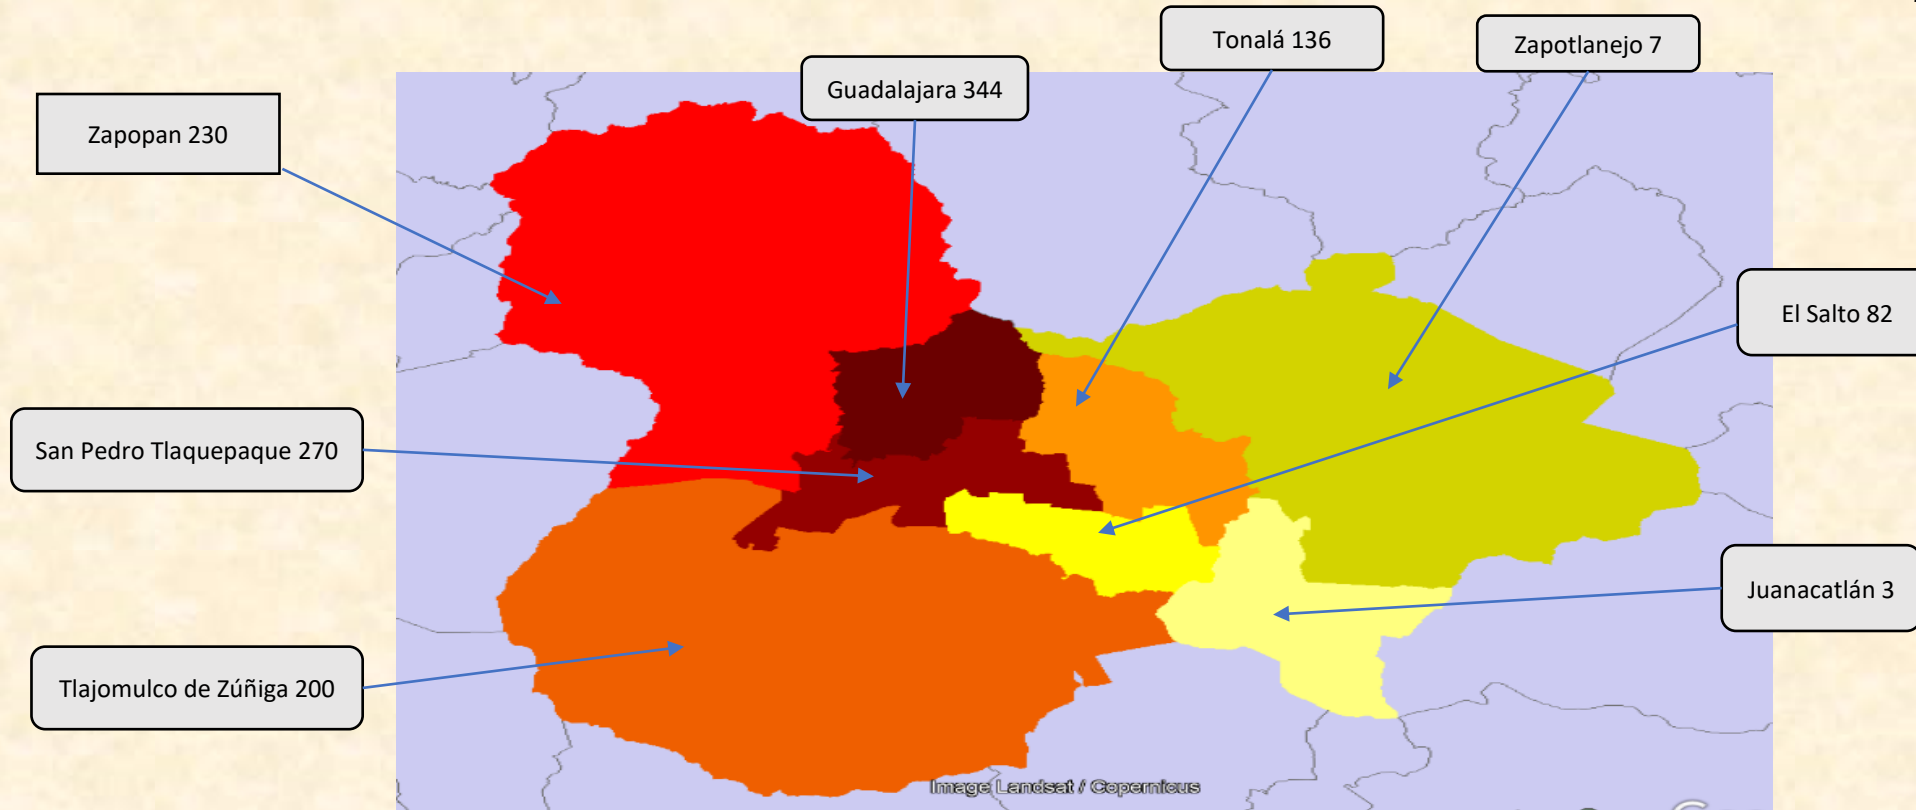 Tonalá 136
Zapotlanejo 7
Guadalajara 344
Zapopan 230
El Salto 82
San Pedro Tlaquepaque 270
Juanacatlán 3
Tlajomulco de Zúñiga 200
Image Landsat / Copernicus